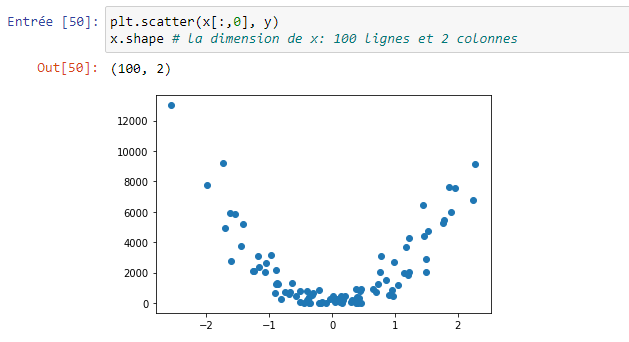 Entrée [50]: plt.scatter(x[:,0], y)
x.shape # la dimension de x: 100 lignes et 2 colonnes
Out[50]: (100, 2)
12000
10000
8000
6000
4000
2000
0
−2 −1 0 1 2